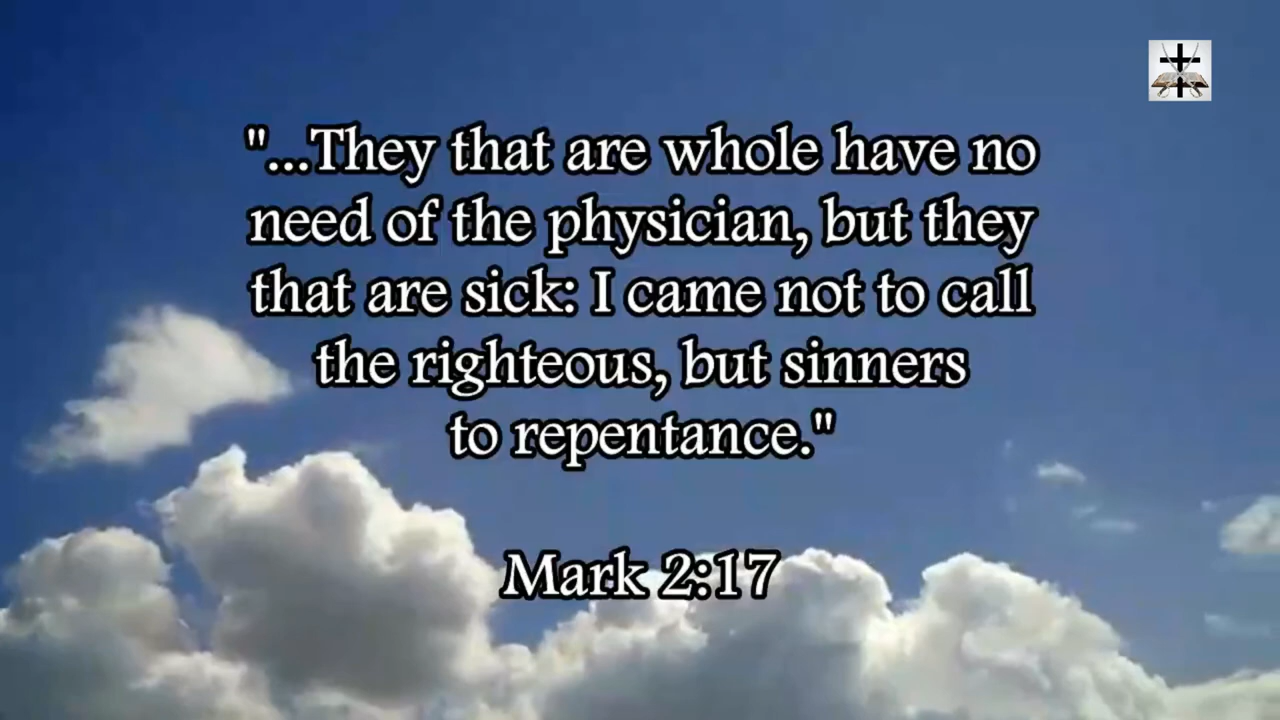 "...They that are whole have no
need of the physician, but they
that are sick: I came not to call
the righteous, but sinners
to repentance."
Mark 2:17